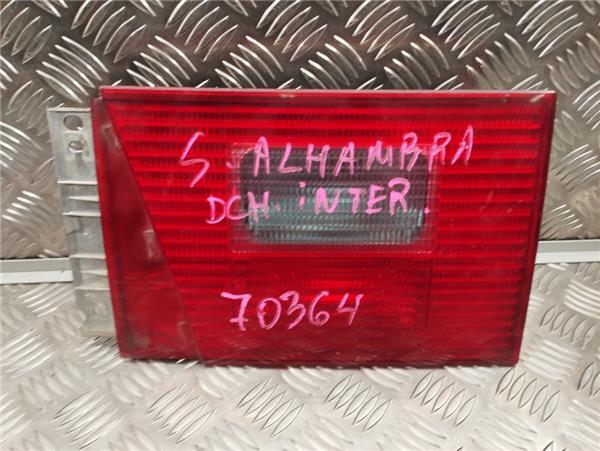 S. ALHAMBRA
DCH. iNTER.
70364